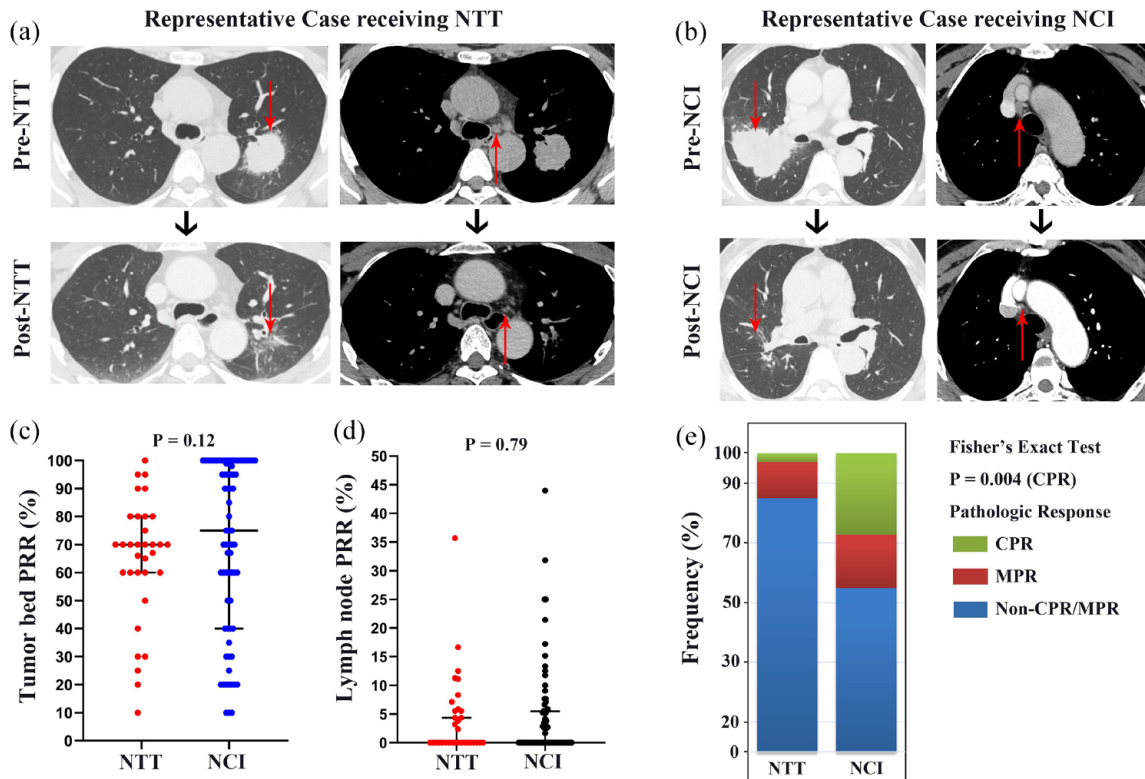 Representative Case receiving NTT
Representative Case receiving NCI
(a)
(b)
Pre-NTT
Post-NTT
Pre-NCI
Post-NCI
(c)
P = 0.12
Tumor bed PRR (%)
100
90
80
70
60
50
40
30
20
10
0
NTT
NCI
(d)
P = 0.79
Lymph node PRR (%)
50
45
40
35
30
25
20
15
10
5
0
NTT
NCI
(e)
Frequency (%)
100
90
70
50
30
20
0
NTT
NCI
Fisher's Exact Test
P = 0.004 (CPR)
Pathologic Response
CPR
MPR
Non-CPR/MPR